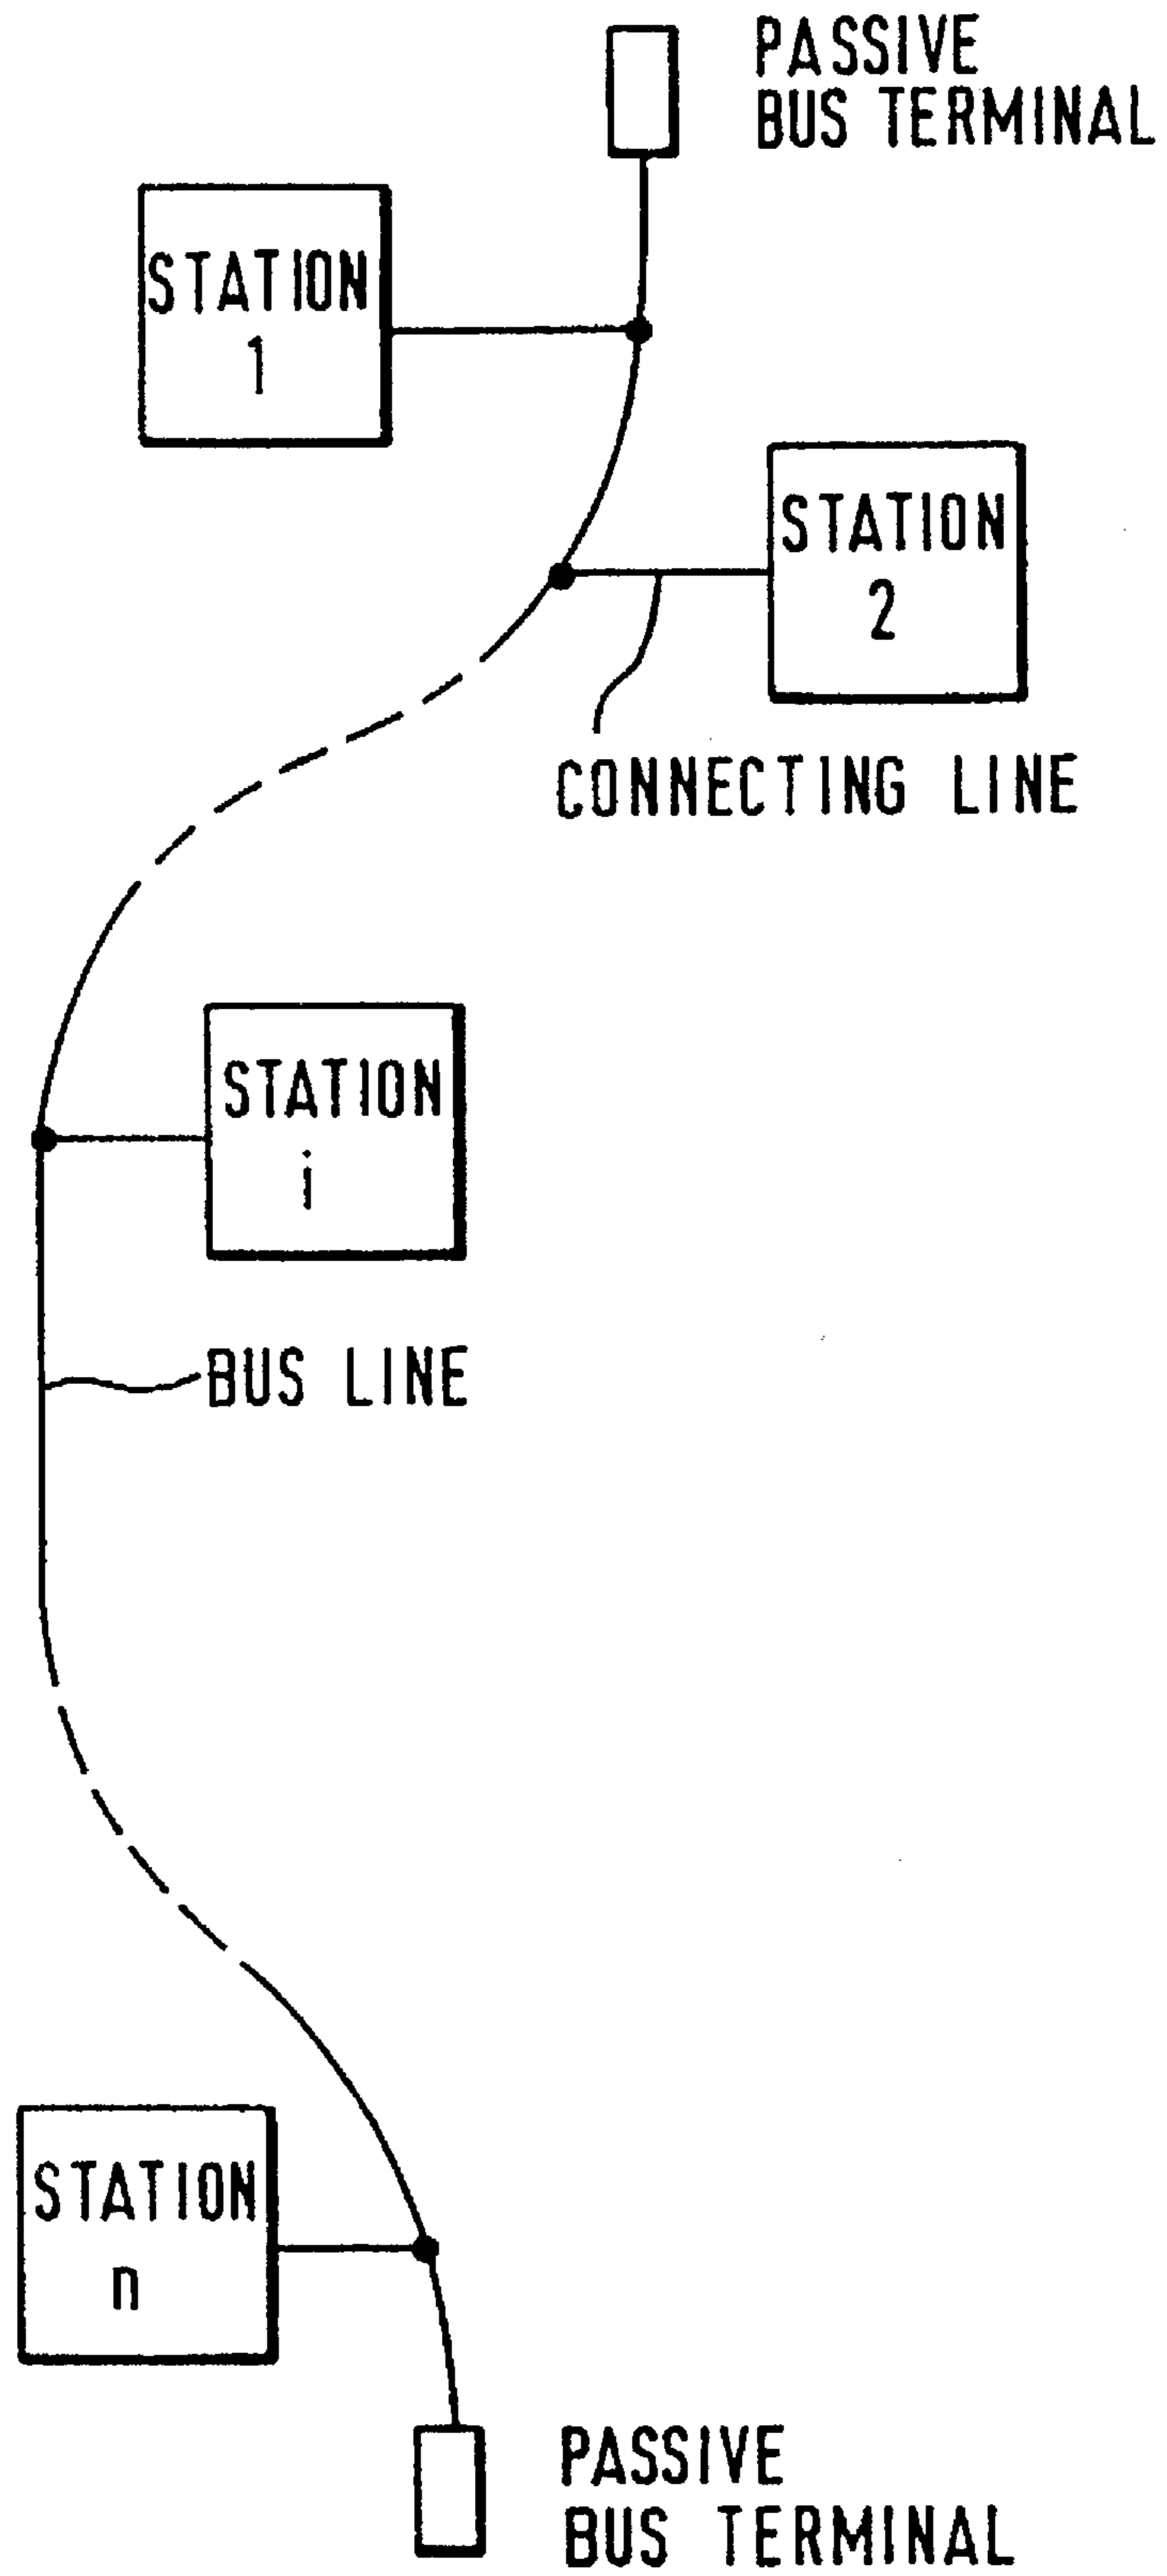 PASSIVE
BUS TERMINAL
STATION
1
STATION
2
CONNECTING LINE
STATION
i
BUS LINE
STATION
n
PASSIVE
BUS TERMINAL